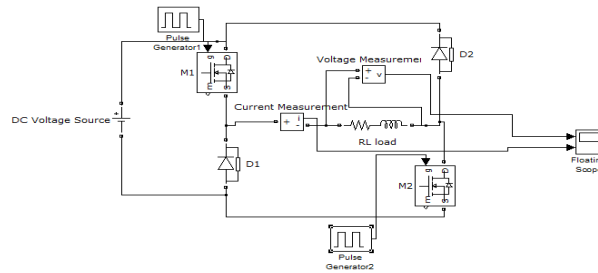 Pulse
Generator1
g
D
M1
m
S
DC Voltage Source
+
D1
Current Measurement
+
-
i
Voltage Measuremer
+
-
v
D2
RL load
g
D
M2
m
S
Pulse
Generator2
Floatin
Scop